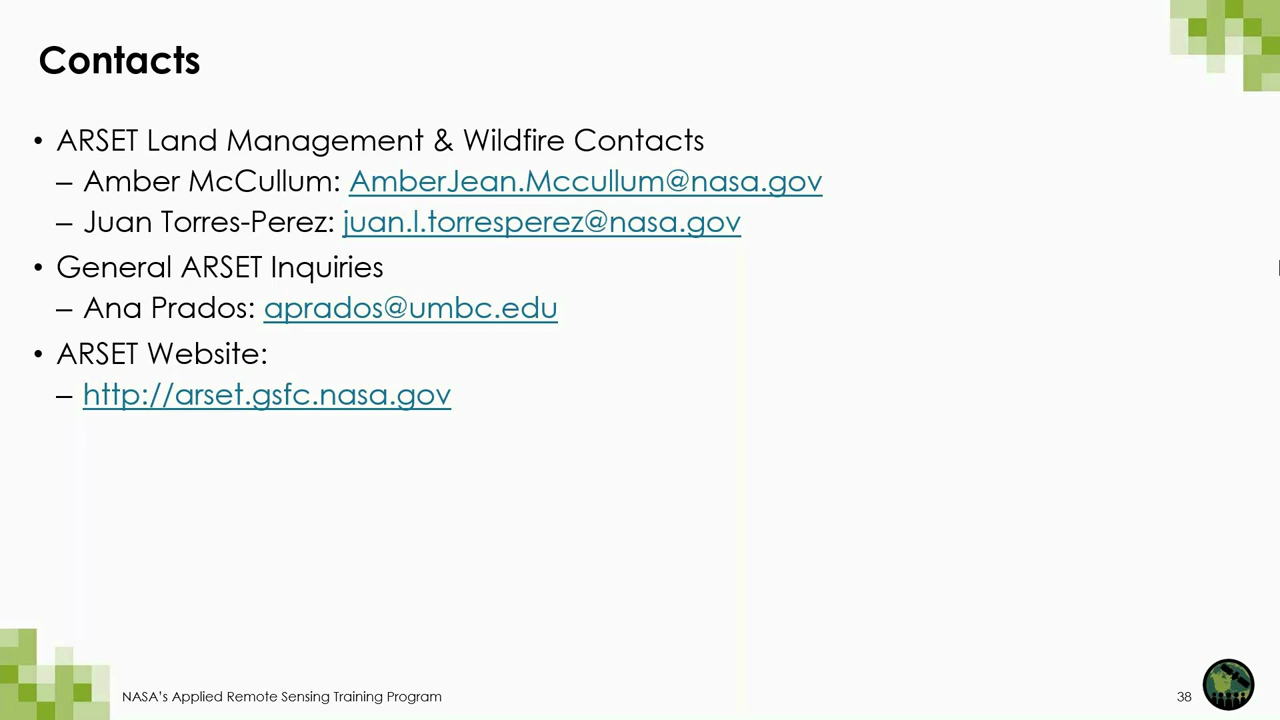 Contacts
• ARSET Land Management & Wildfire Contacts
– Amber McCullum: AmberJean.Mccullum@nasa.gov
– Juan Torres-Perez: juan.l.torresperez@nasa.gov
• General ARSET Inquiries
– Ana Prados: aprados@umbc.edu
• ARSET Website:
– http://arset.gsfc.nasa.gov
NASA's Applied Remote Sensing Training Program
38